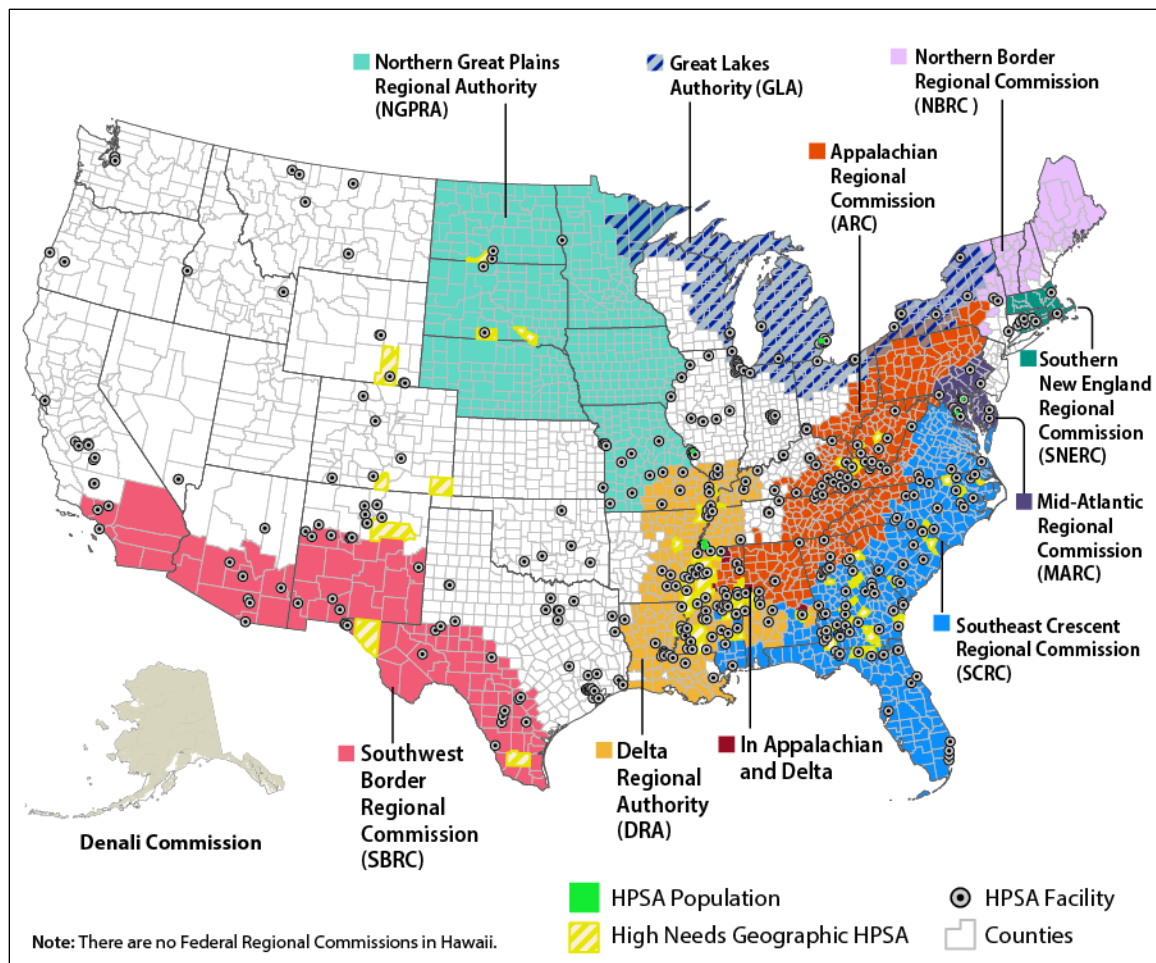 Northern Great Plains
Regional Authority
(NGPRA)
Great Lakes
Authority (GLA)
Northern Border
Regional Commission
(NBRC )
Appalachian
Regional
Commission
(ARC)
Southern
New England
Regional
Commission
(SNERC)
Mid-Atlantic
Regional
Commission
(MARC)
Southeast Crescent
Regional Commission
(SCRC)
Southwest
Border
Regional
Commission
(SBRC)
Delta
Regional
Authority
(DRA)
In Appalachian
and Delta
Denali Commission
HPSA Population
HPSA Facility
High Needs Geographic HPSA
Counties
Note: There are no Federal Regional Commissions in Hawaii.